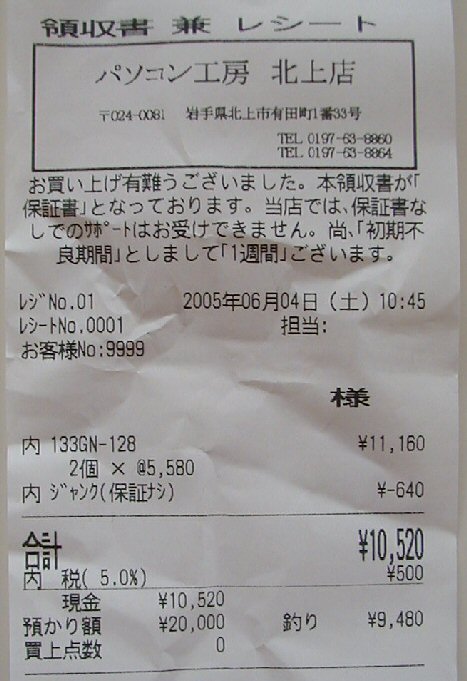 領収書 兼 レシート
パソコン工房 北上店
〒024-0081 岩手県北上市有田町1番33号
TEL 0197-63-8860
TEL 0197-63-8864
お買い上げ有難うございました。本領収書が「
保証書」となっております。当店では、保証書な
しでのｻﾎﾟｰﾄはお受けできません。尚、「初期不
良期間」としまして「1週間」ございます。
ﾚｼﾞNo.01 2005年06月04日（土）10:45
ﾚｼｰﾄNo.0001 担当:
お客様No:9999
様
内 133GN-128 ¥11,160
2個 × @5,580
内 ｼﾞｬﾝｸ(保証ﾅｼ) ¥-640
合計 ¥10,520
内 税( 5.0%) ¥500
現金 ¥10,520
預かり額 ¥20,000 釣り ¥9,480
買上点数 0